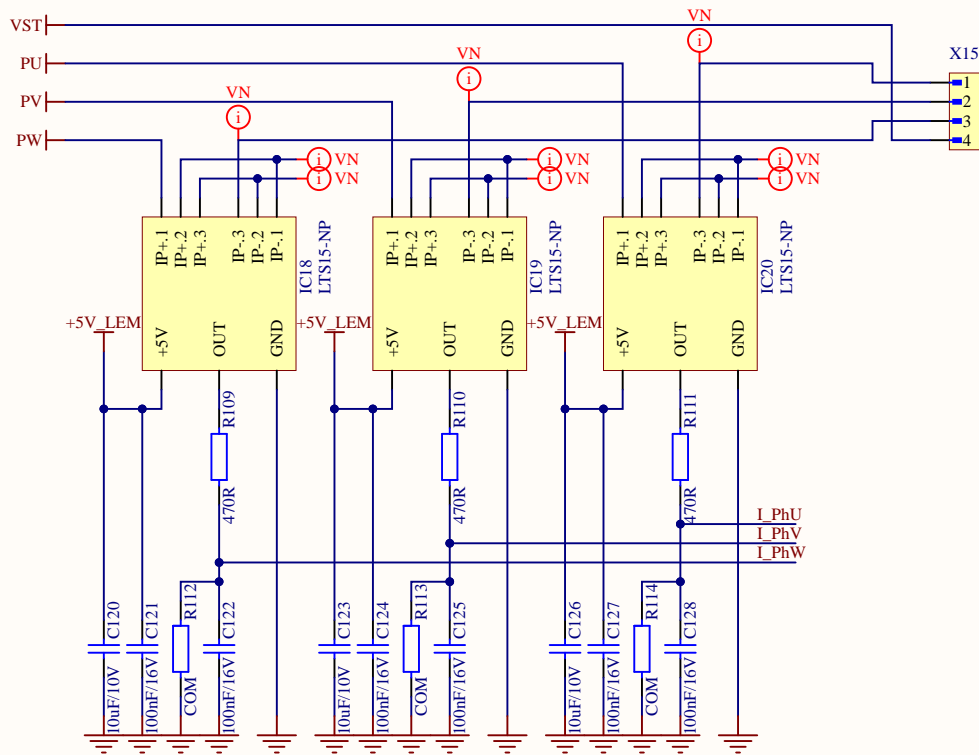 VST
PU
PV
PW
VN
VN
VN
X15
1
2
3
4
i
i
i
i
VN
i
VN
i
VN
i
VN
i
VN
i
VN
IP+.1
IP+.2
IP+.3
IP-.3
IP-.2
IP-.1
+5V
OUT
GND
IC18
LTS15-NP
IP+.1
IP+.2
IP+.3
IP-.3
IP-.2
IP-.1
+5V
OUT
GND
IC19
LTS15-NP
IP+.1
IP+.2
IP+.3
IP-.3
IP-.2
IP-.1
+5V
OUT
GND
IC20
LTS15-NP
+5V_LEM
+5V_LEM
+5V_LEM
R109
470R
R110
470R
R111
470R
I_PhU
I_PhV
I_PhW
C120
10uF/10V
C121
100nF/16V
R112
COM
C122
100nF/16V
C123
10uF/10V
C124
100nF/16V
R113
COM
C125
100nF/16V
C126
10uF/10V
C127
100nF/16V
R114
COM
C128
100nF/16V